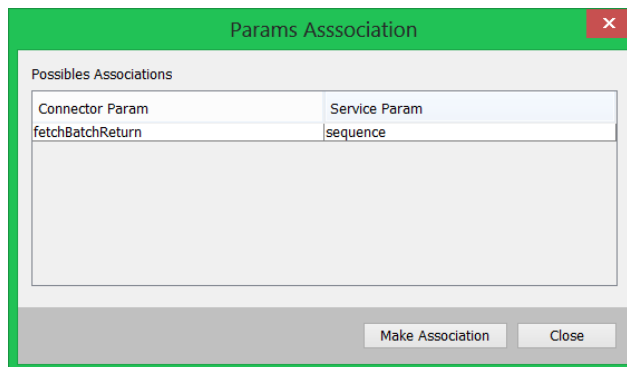 Params Asssociation
x
Possibles Associations
Connector Param Service Param
fetchBatchReturn sequence
Make Association Close